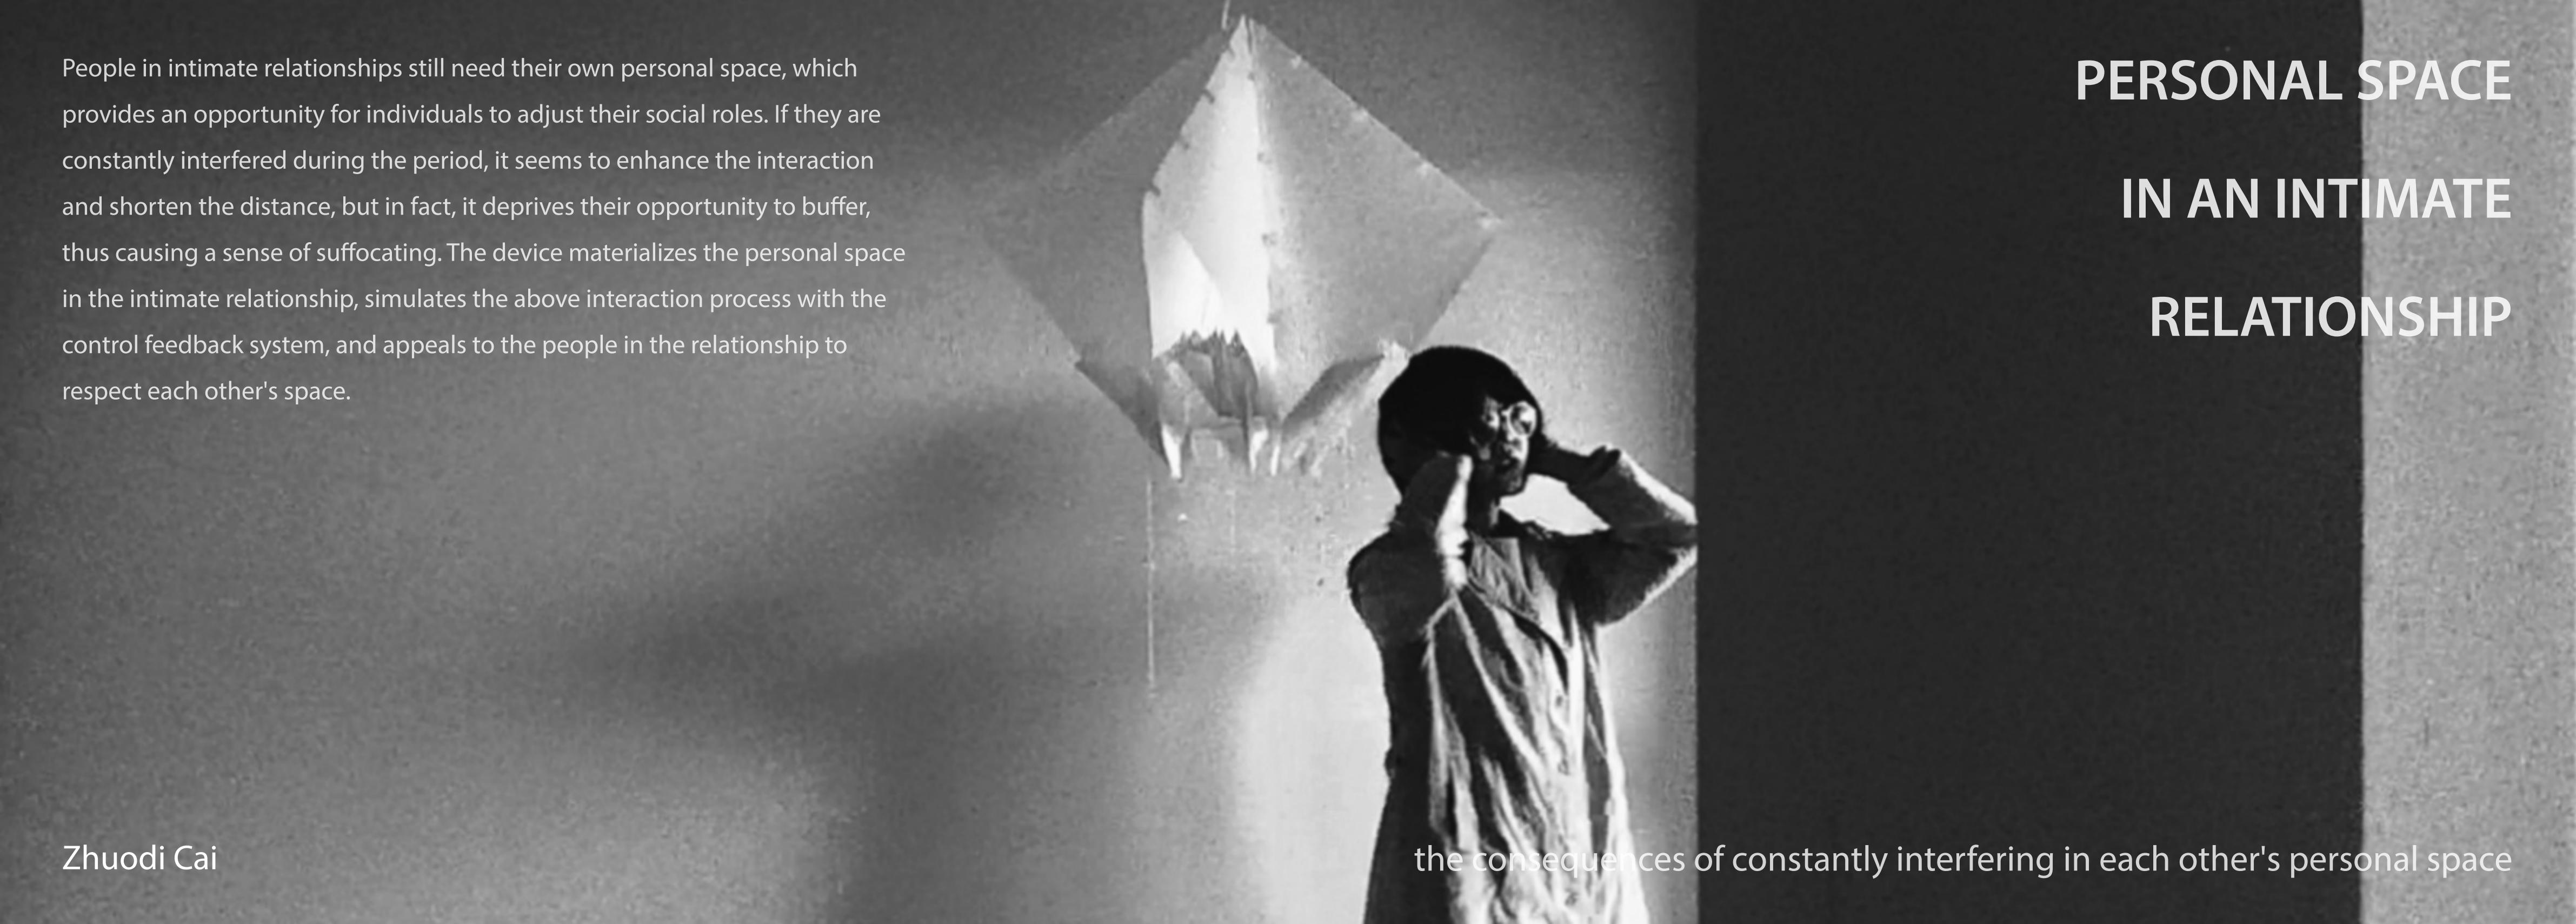 People in intimate relationships still need their own personal space, which
provides an opportunity for individuals to adjust their social roles. If they are
constantly interfered during the period, it seems to enhance the interaction
and shorten the distance, but in fact, it deprives their opportunity to buffer,
thus causing a sense of suffocating. The device materializes the personal space
in the intimate relationship, simulates the above interaction process with the
control feedback system, and appeals to the people in the relationship to
respect each other's space.
PERSONAL SPACE
IN AN INTIMATE
RELATIONSHIP
Zhuodi Cai
the consequences of constantly interfering in each other's personal space